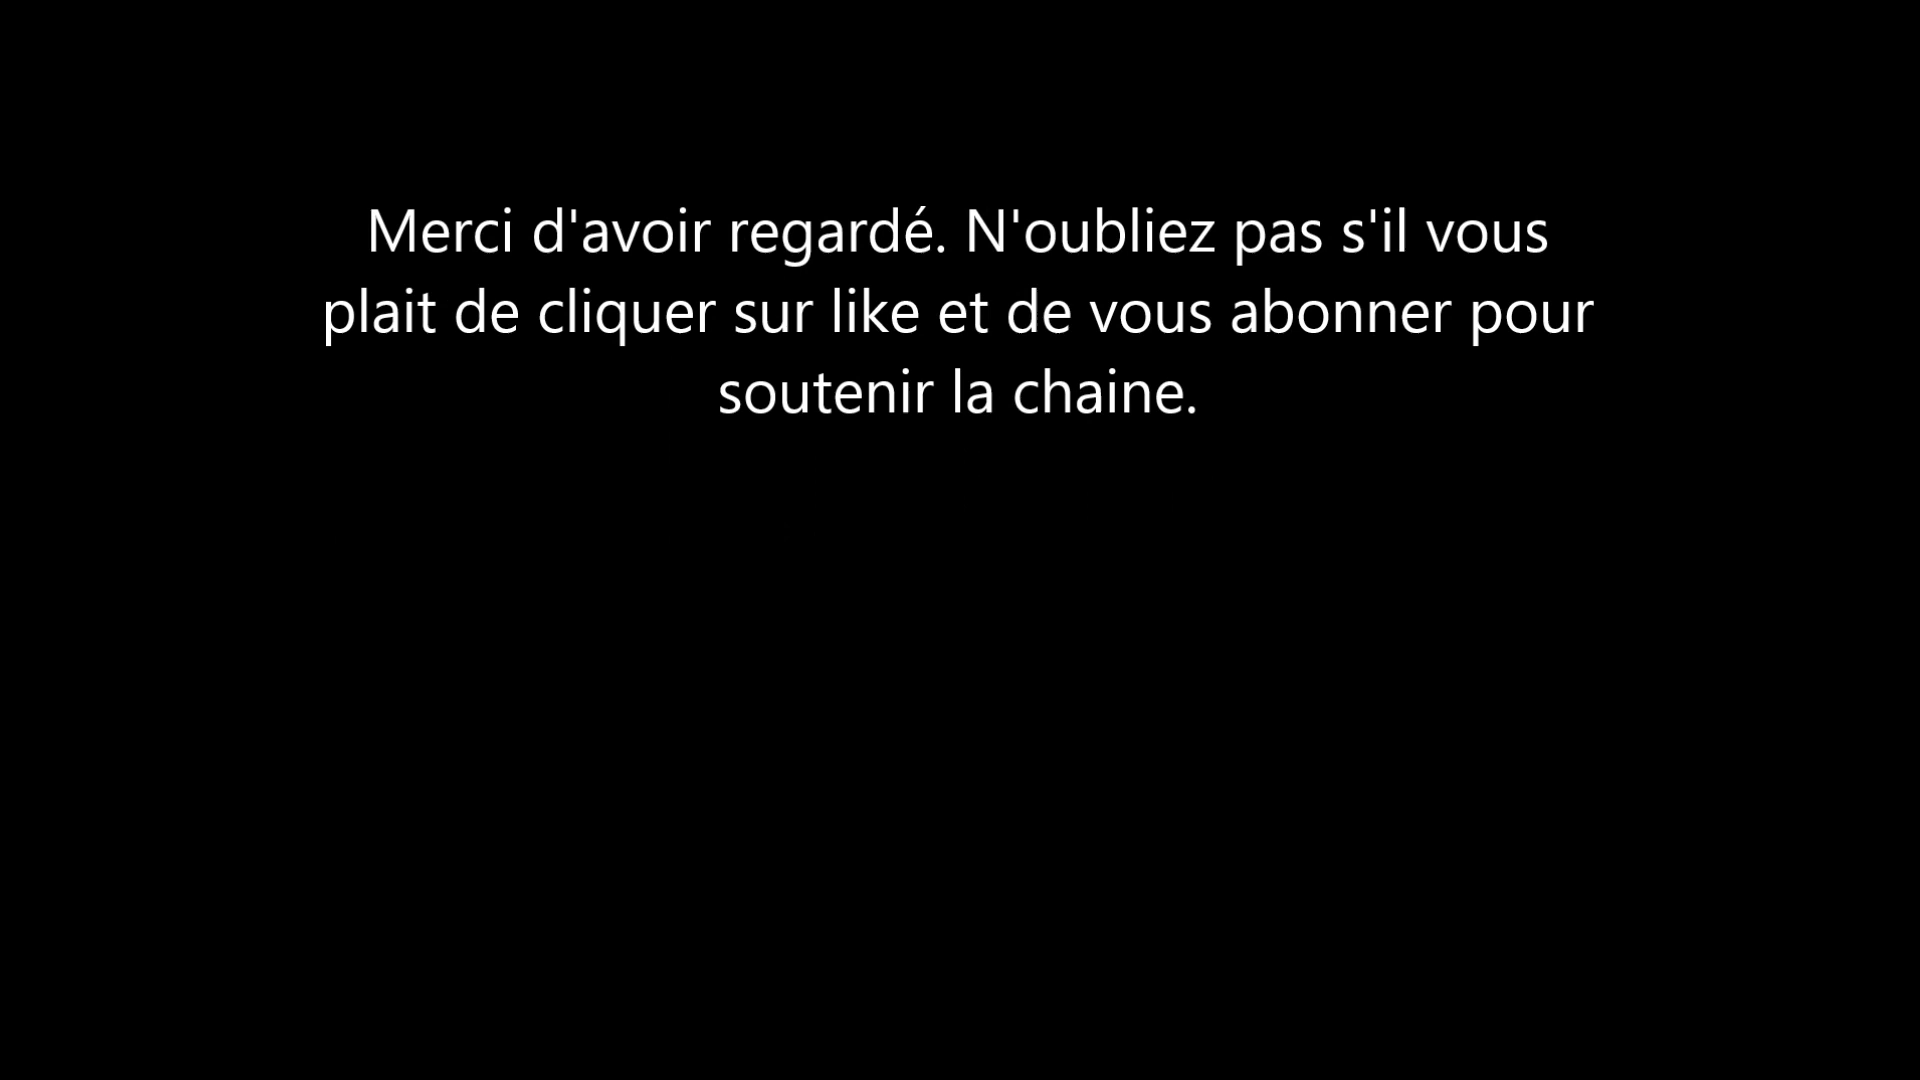 Merci d'avoir regardé. N'oubliez pas s'il vous
plait de cliquer sur like et de vous abonner pour
soutenir la chaine.